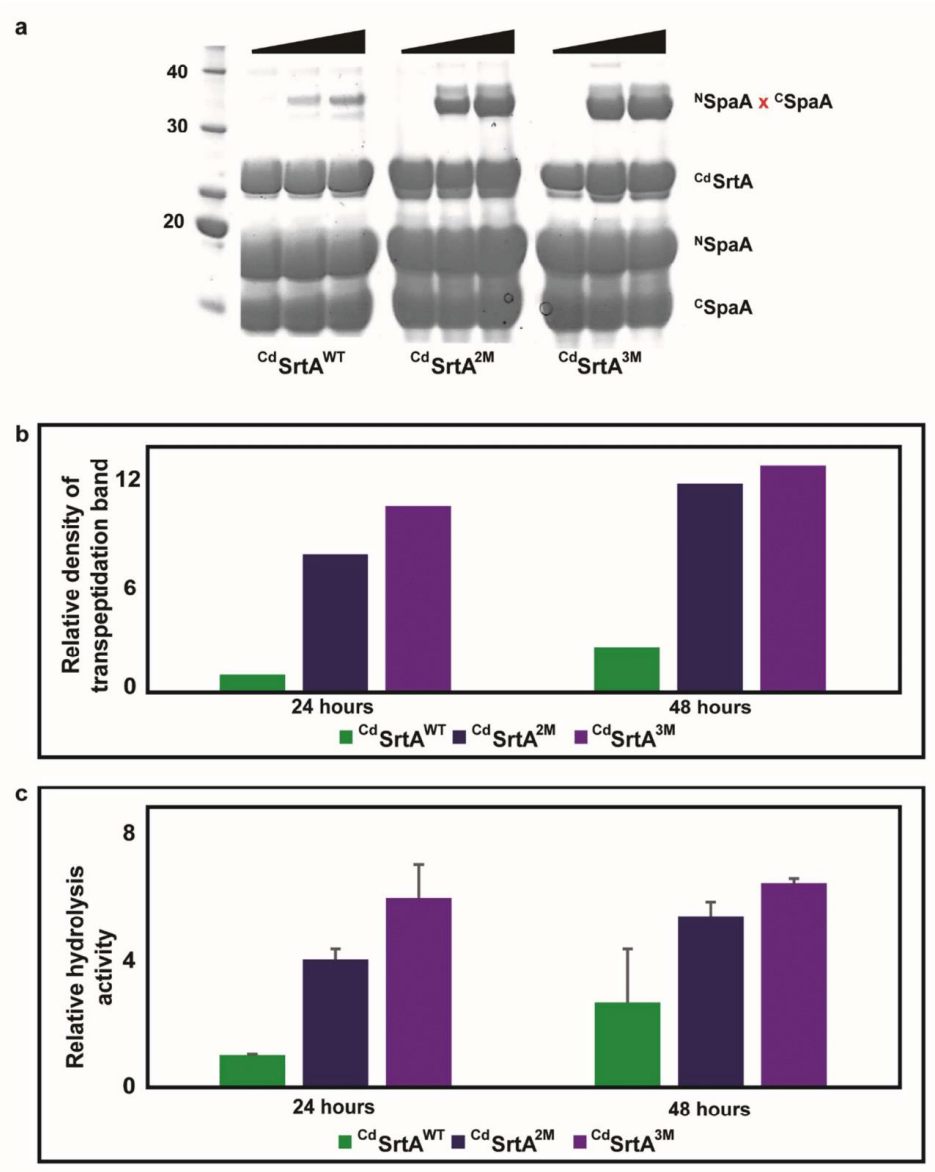 a
40
30
20
ᴺSpaA x ᶜSpaA
ᶜᵈSrtA
ᴺSpaA
ᶜSpaA
ᶜᵈSrtAᵂᵀ ᶜᵈSrtA²ᴹ ᶜᵈSrtA³ᴹ
b
Relative density of
transpeptidation band
12
6
0
24 hours 48 hours
ᶜᵈSrtAᵂᵀ ᶜᵈSrtA²ᴹ ᶜᵈSrtA³ᴹ
c
Relative hydrolysis
activity
8
4
0
24 hours 48 hours
ᶜᵈSrtAᵂᵀ ᶜᵈSrtA²ᴹ ᶜᵈSrtA³ᴹ